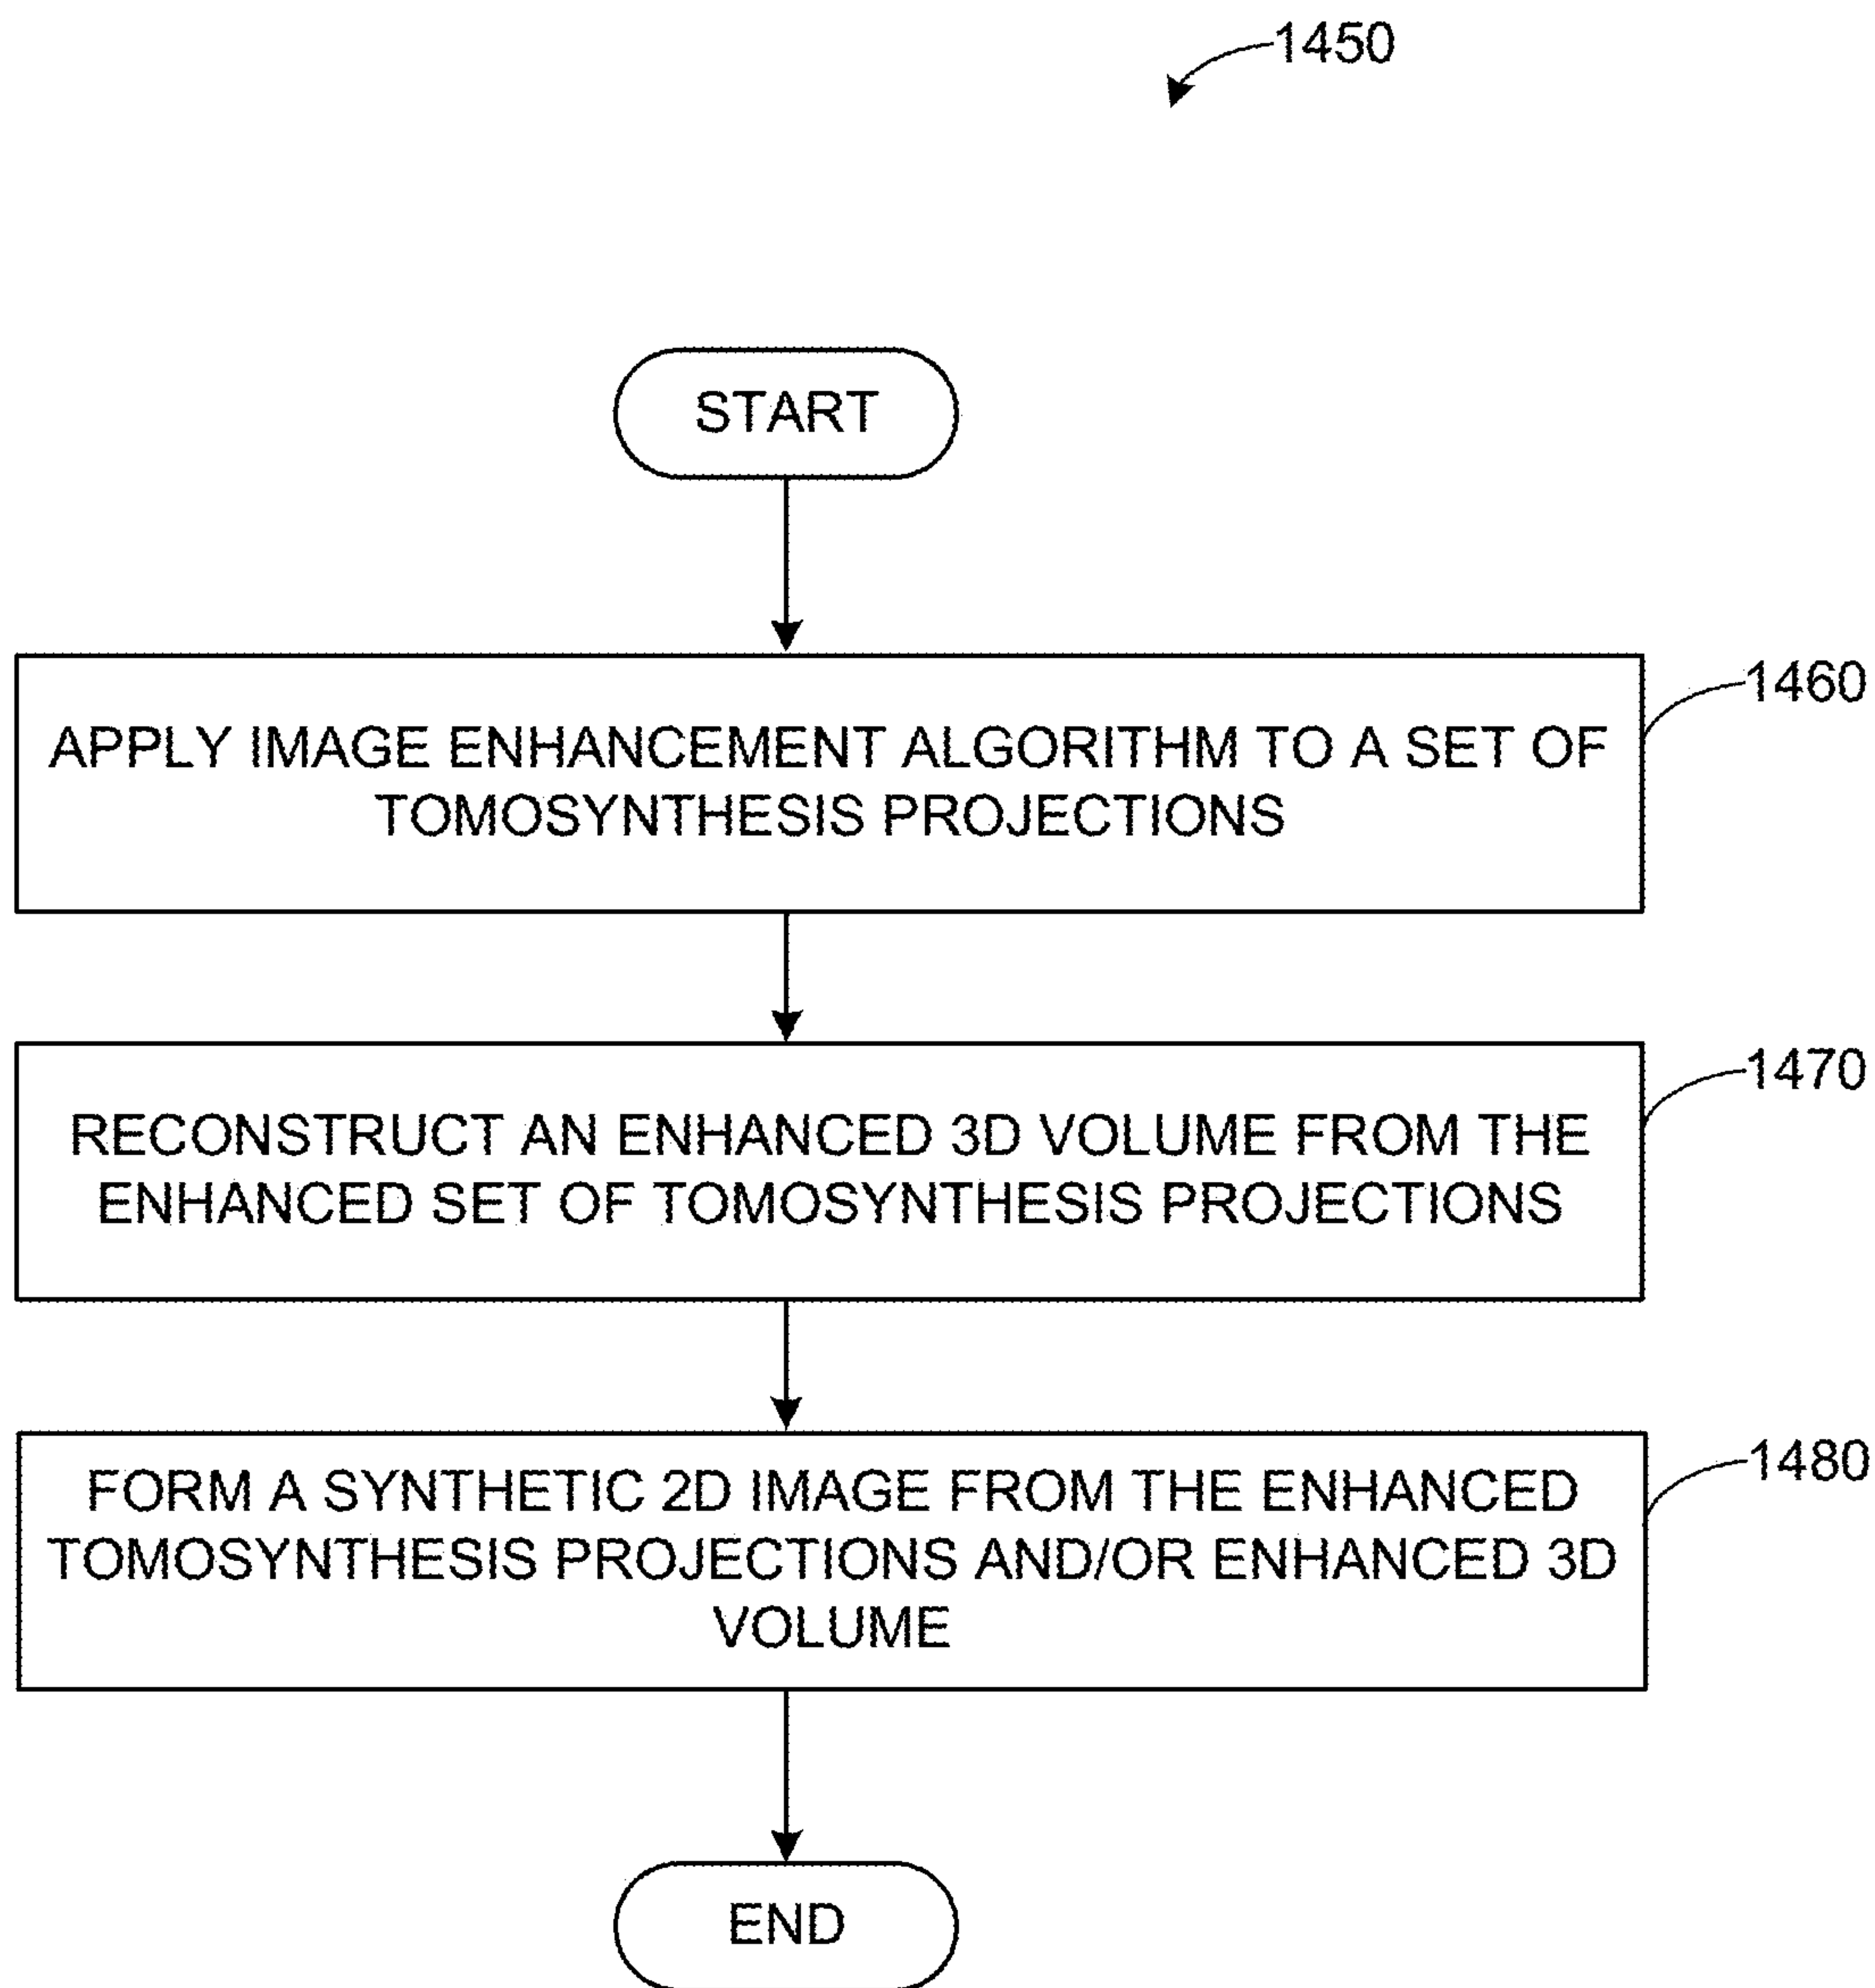 1450
START
1460
APPLY IMAGE ENHANCEMENT ALGORITHM TO A SET OF
TOMOSYNTHESIS PROJECTIONS
1470
RECONSTRUCT AN ENHANCED 3D VOLUME FROM THE
ENHANCED SET OF TOMOSYNTHESIS PROJECTIONS
1480
FORM A SYNTHETIC 2D IMAGE FROM THE ENHANCED
TOMOSYNTHESIS PROJECTIONS AND/OR ENHANCED 3D
VOLUME
END